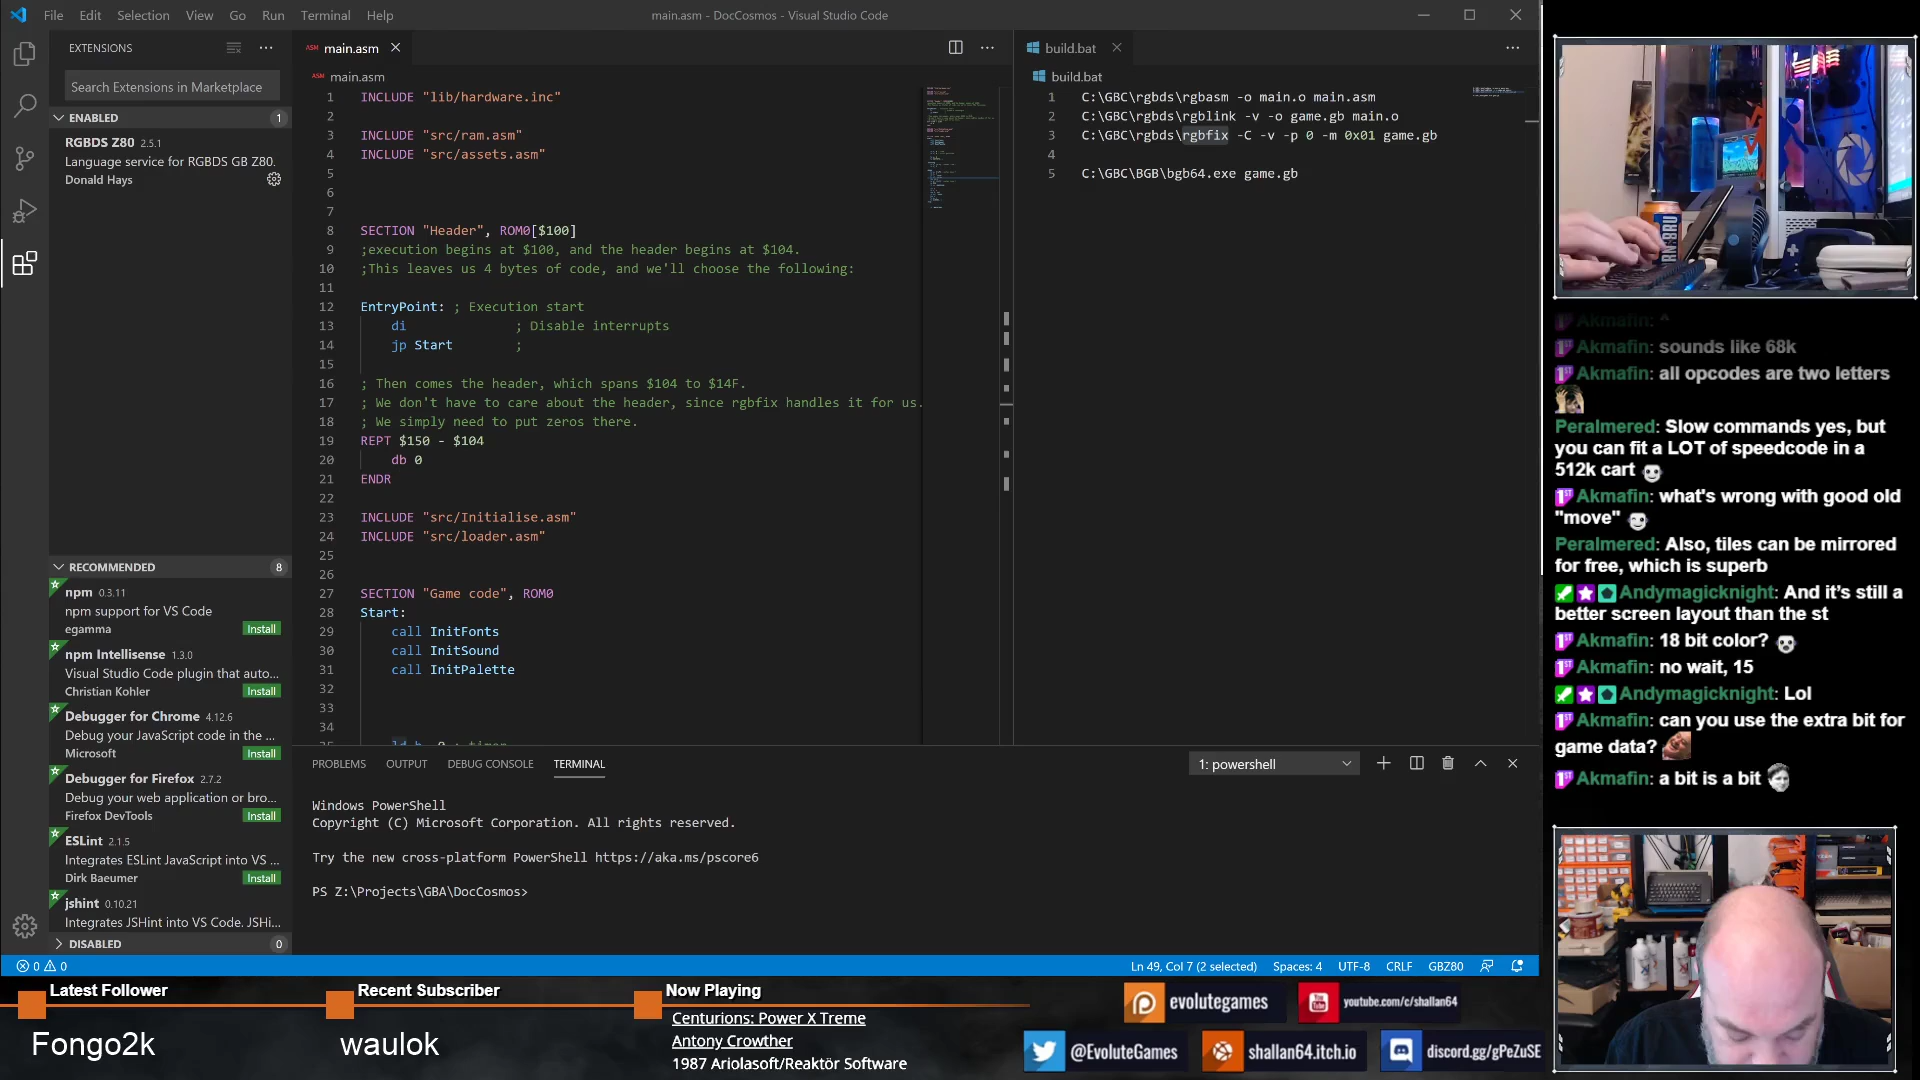 File Edit Selection View Go Run Terminal Help
main.asm - DocCosmos - Visual Studio Code
EXTENSIONS
Search Extensions in Marketplace
ENABLED 1
RGBDS Z80 2.5.1
Language service for RGBDS GB Z80.
Donald Hays
RECOMMENDED 8
npm 0.3.11
npm support for VS Code
egamma Install
npm Intellisense 1.3.0
Visual Studio Code plugin that auto...
Christian Kohler Install
Debugger for Chrome 4.12.6
Debug your JavaScript code in the ...
Microsoft Install
Debugger for Firefox 2.7.2
Debug your web application or bro...
Firefox DevTools Install
ESLint 2.1.5
Integrates ESLint JavaScript into VS ...
Dirk Baeumer Install
jshint 0.10.21
Integrates JSHint into VS Code. JSHi...
DISABLED 0
ASM main.asm
ASM main.asm
1 INCLUDE "lib/hardware.inc"
2
3 INCLUDE "src/ram.asm"
4 INCLUDE "src/assets.asm"
5
6
7
8 SECTION "Header", ROM0[$100]
9 ;execution begins at $100, and the header begins at $104.
10 ;This leaves us 4 bytes of code, and we'll choose the following:
11
12 EntryPoint: ; Execution start
13 di ; Disable interrupts
14 jp Start ;
15
16 ; Then comes the header, which spans $104 to $14F.
17 ; We don't have to care about the header, since rgbfix handles it for us.
18 ; We simply need to put zeros there.
19 REPT $150 - $104
20 db 0
21 ENDR
22
23 INCLUDE "src/Initialise.asm"
24 INCLUDE "src/loader.asm"
25
26
27 SECTION "Game code", ROM0
28 Start:
29 call InitFonts
30 call InitSound
31 call InitPalette
32
33
34
build.bat
build.bat
1 C:\GBC\rgbds\rgbasm -o main.o main.asm
2 C:\GBC\rgbds\rgblink -v -o game.gb main.o
3 C:\GBC\rgbds\rgbfix -C -v -p 0 -m 0x01 game.gb
4
5 C:\GBC\BGB\bgb64.exe game.gb
PROBLEMS OUTPUT DEBUG CONSOLE TERMINAL
1: powershell
Windows PowerShell
Copyright (C) Microsoft Corporation. All rights reserved.
Try the new cross-platform PowerShell https://aka.ms/pscore6
PS Z:\Projects\GBA\DocCosmos>
0 0
Ln 49, Col 7 (2 selected) Spaces: 4 UTF-8 CRLF GBZ80
IRN-BRU
Akmafin: ^
Akmafin: sounds like 68k
Akmafin: all opcodes are two letters
Peralmered: Slow commands yes, but
you can fit a LOT of speedcode in a
512k cart
Akmafin: what's wrong with good old
"move"
Peralmered: Also, tiles can be mirrored
for free, which is superb
Andymagicknight: And it's still a
better screen layout than the st
Akmafin: 18 bit color?
Akmafin: no wait, 15
Andymagicknight: Lol
Akmafin: can you use the extra bit for
game data?
Akmafin: a bit is a bit
Latest Follower
Fongo2k
Recent Subscriber
waulok
Now Playing
Centurions: Power X Treme
Antony Crowther
1987 Ariolasoft/Reaktör Software
evolutegames
youtube.com/c/shallan64
@EvoluteGames
shallan64.itch.io
discord.gg/gPeZuSE